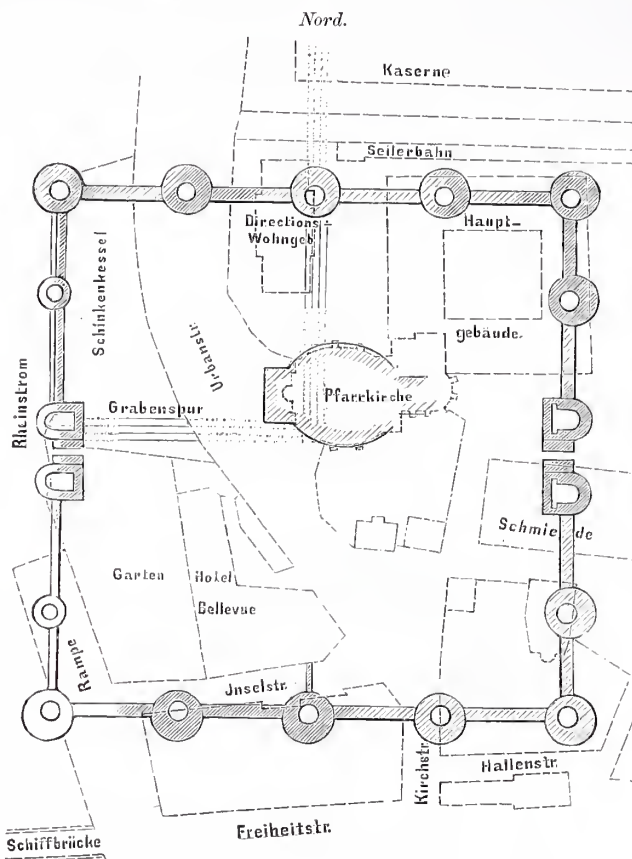 Nord.
Kaserne
Seilerbahn
Directions
Wohngeb
Haupt-
gebäude.
Schinkenkessel
Urbanstr.
Rheinstrom
Pfarrkirche
Grabenspur
Schmiede
Garten
Hotel
Bellevue
Rampe
Jnselstr.
Kirchstr.
Hallenstr.
Freiheitstr.
Schiffbrücke